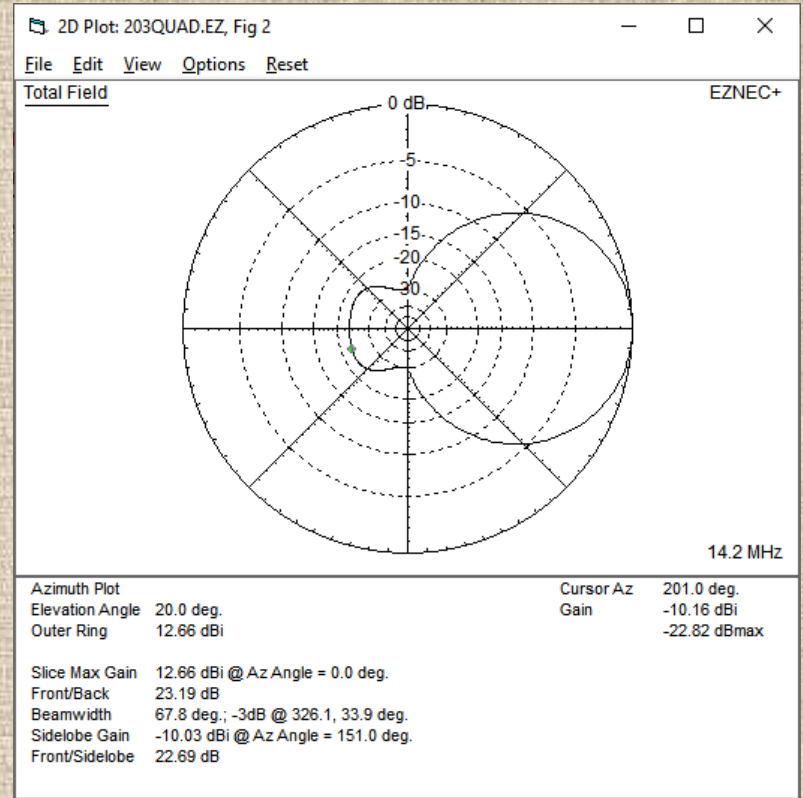 2D Plot: 203QUAD.EZ, Fig 2
File Edit View Options Reset
Total Field
EZNEC+
0 dB
-5
-10
-15
-20
-30
14.2 MHz
Azimuth Plot
Elevation Angle 20.0 deg.
Outer Ring 12.66 dBi
Cursor Az 201.0 deg.
Gain -10.16 dBi
-22.82 dBmax
Slice Max Gain 12.66 dBi @ Az Angle = 0.0 deg.
Front/Back 23.19 dB
Beamwidth 67.8 deg.; -3dB @ 326.1, 33.9 deg.
Sidelobe Gain -10.03 dBi @ Az Angle = 151.0 deg.
Front/Sidelobe 22.69 dB